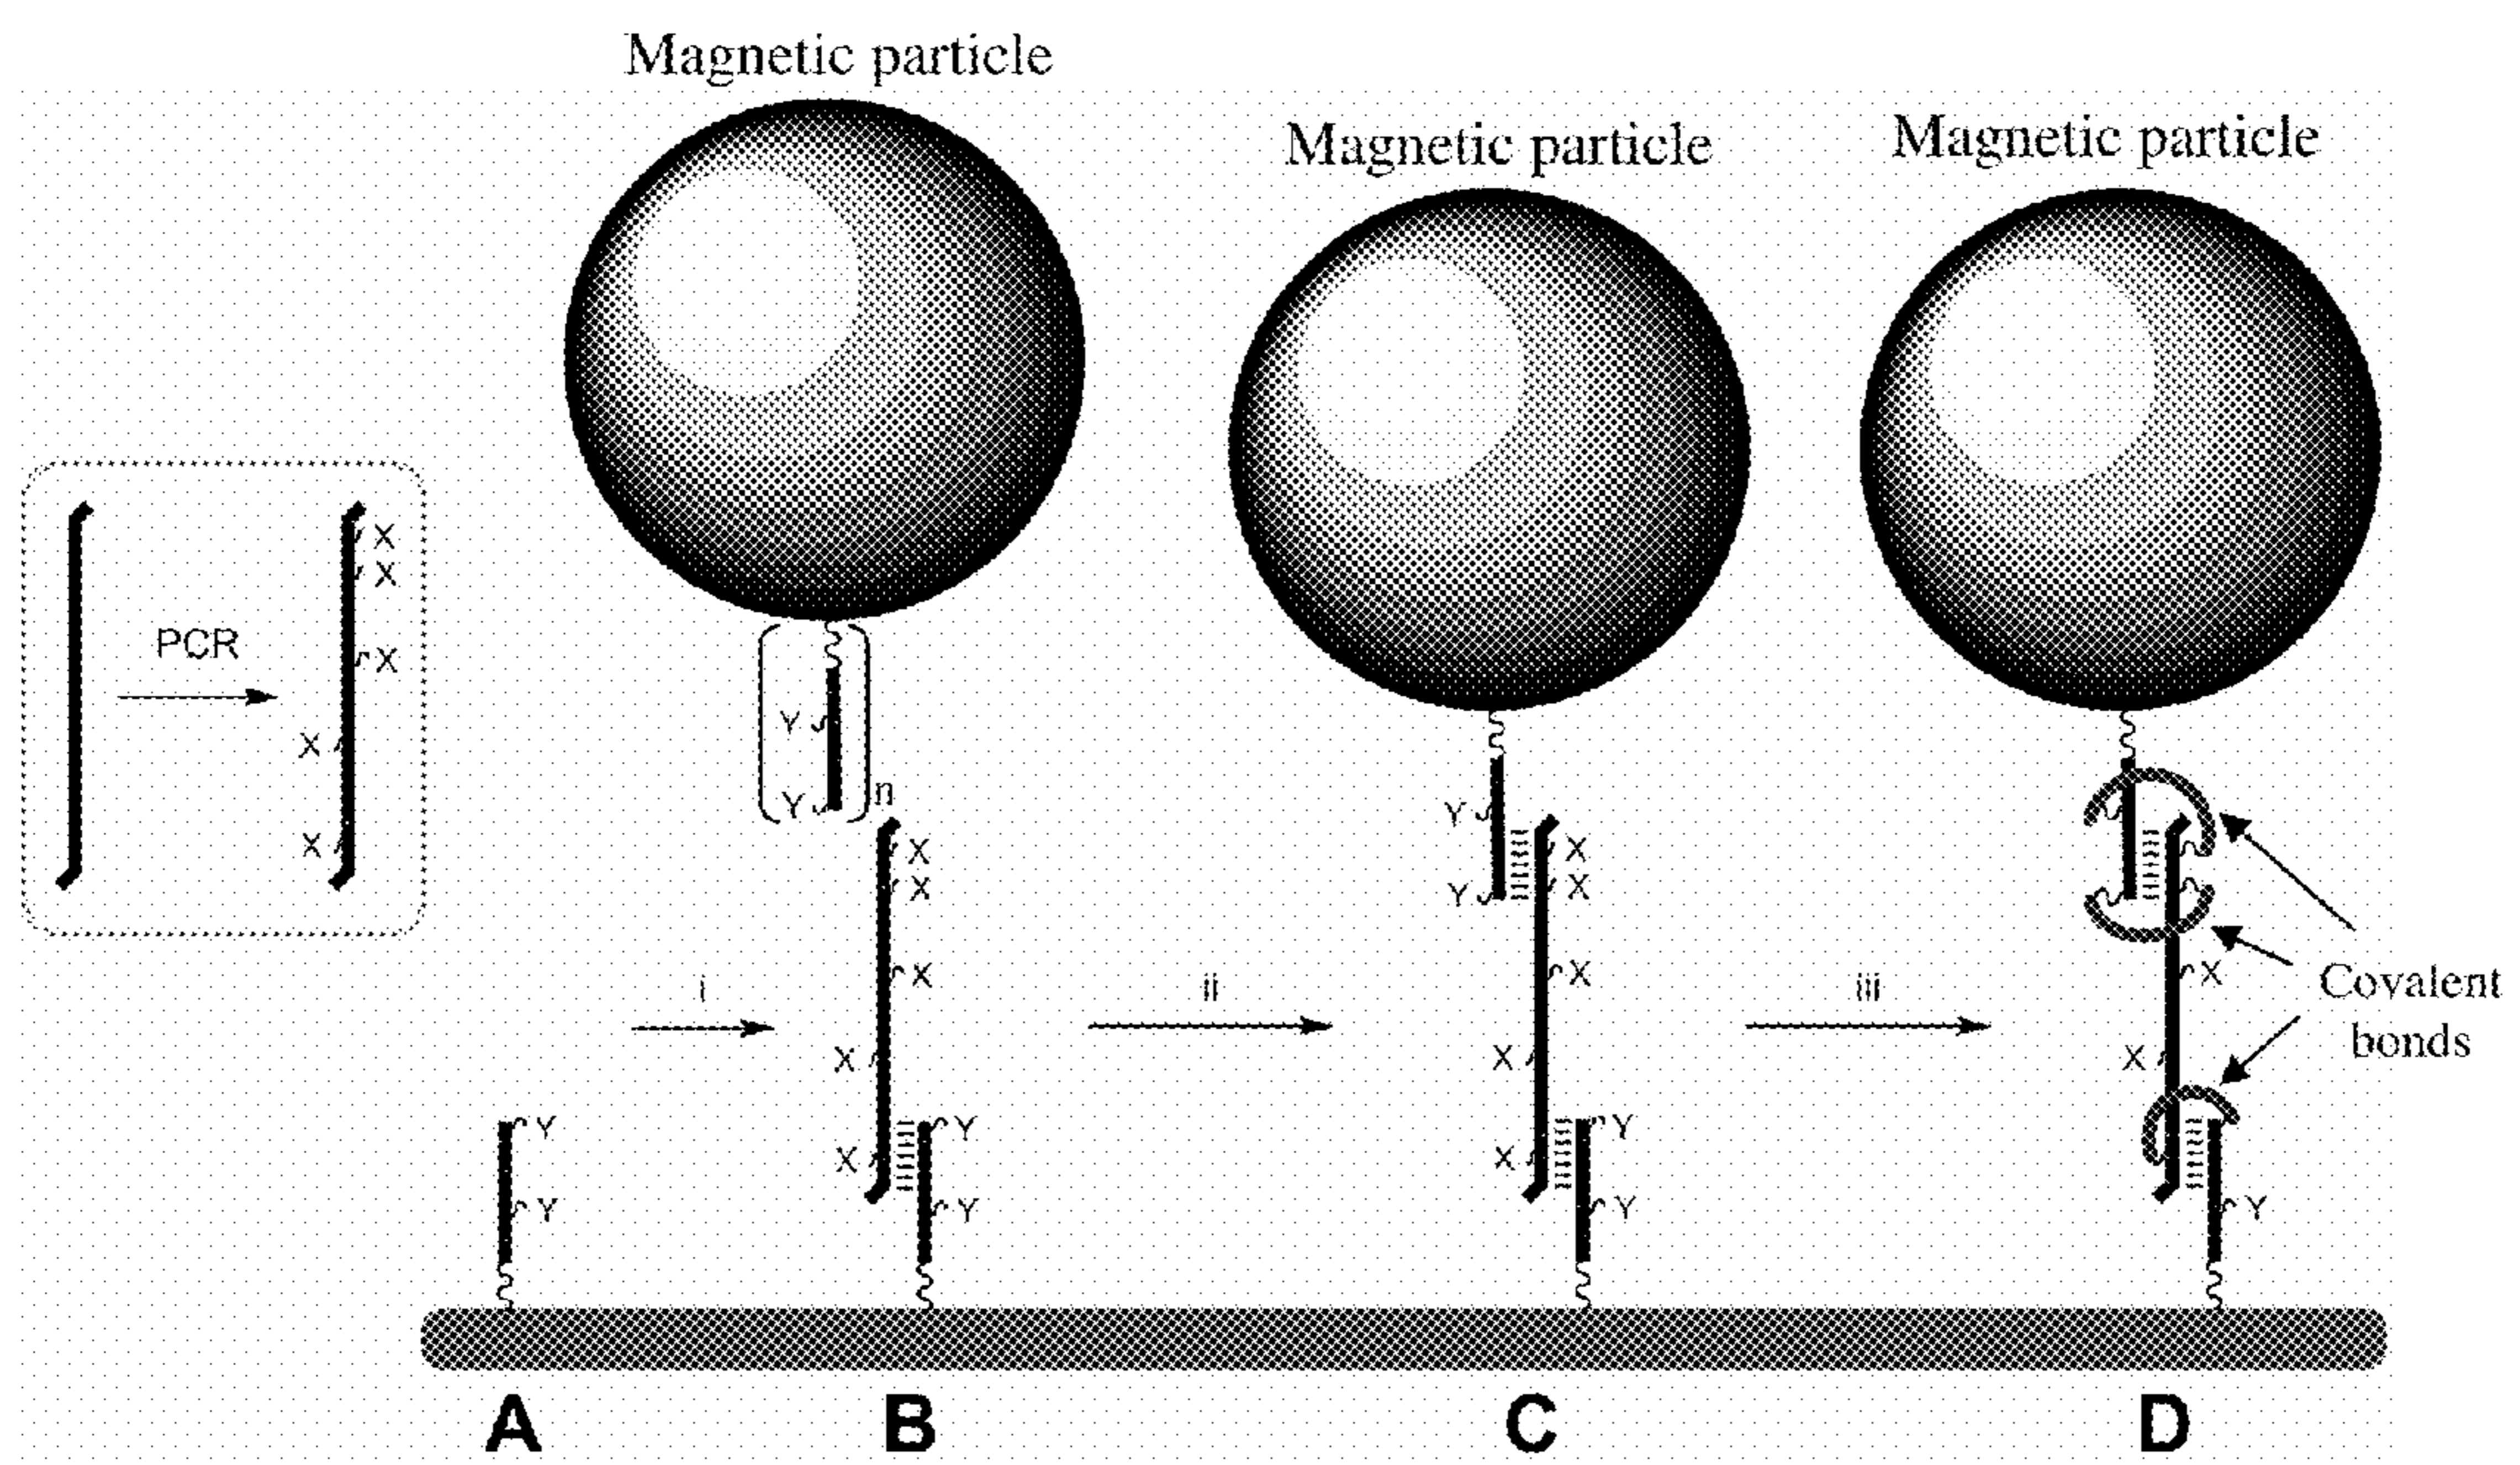 Magnetic particle
Magnetic particle
Magnetic particle
PCR
X
X
X
X
X
Y
Y
n
X
X
X
X
X
Y
Y
i
Y
Y
ii
Y
Y
X
X
X
X
X
Y
Y
iii
X
X
Y
Covalent
bonds
A
B
C
D